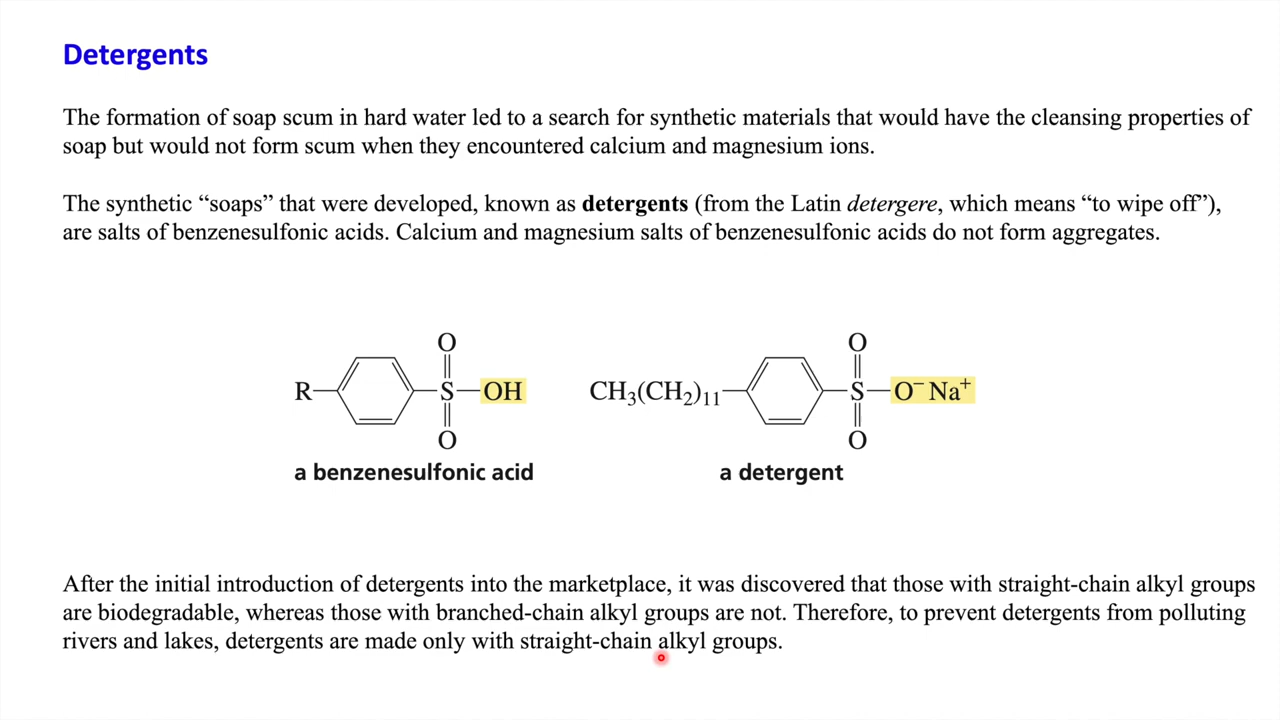 Detergents
The formation of soap scum in hard water led to a search for synthetic materials that would have the cleansing properties of
soap but would not form scum when they encountered calcium and magnesium ions.
The synthetic “soaps” that were developed, known as detergents (from the Latin detergere, which means “to wipe off”),
are salts of benzenesulfonic acids. Calcium and magnesium salts of benzenesulfonic acids do not form aggregates.
O O
R S OH CH₃(CH₂)₁₁ S O⁻ Na⁺
O O
a benzenesulfonic acid a detergent
After the initial introduction of detergents into the marketplace, it was discovered that those with straight-chain alkyl groups
are biodegradable, whereas those with branched-chain alkyl groups are not. Therefore, to prevent detergents from polluting
rivers and lakes, detergents are made only with straight-chain alkyl groups.